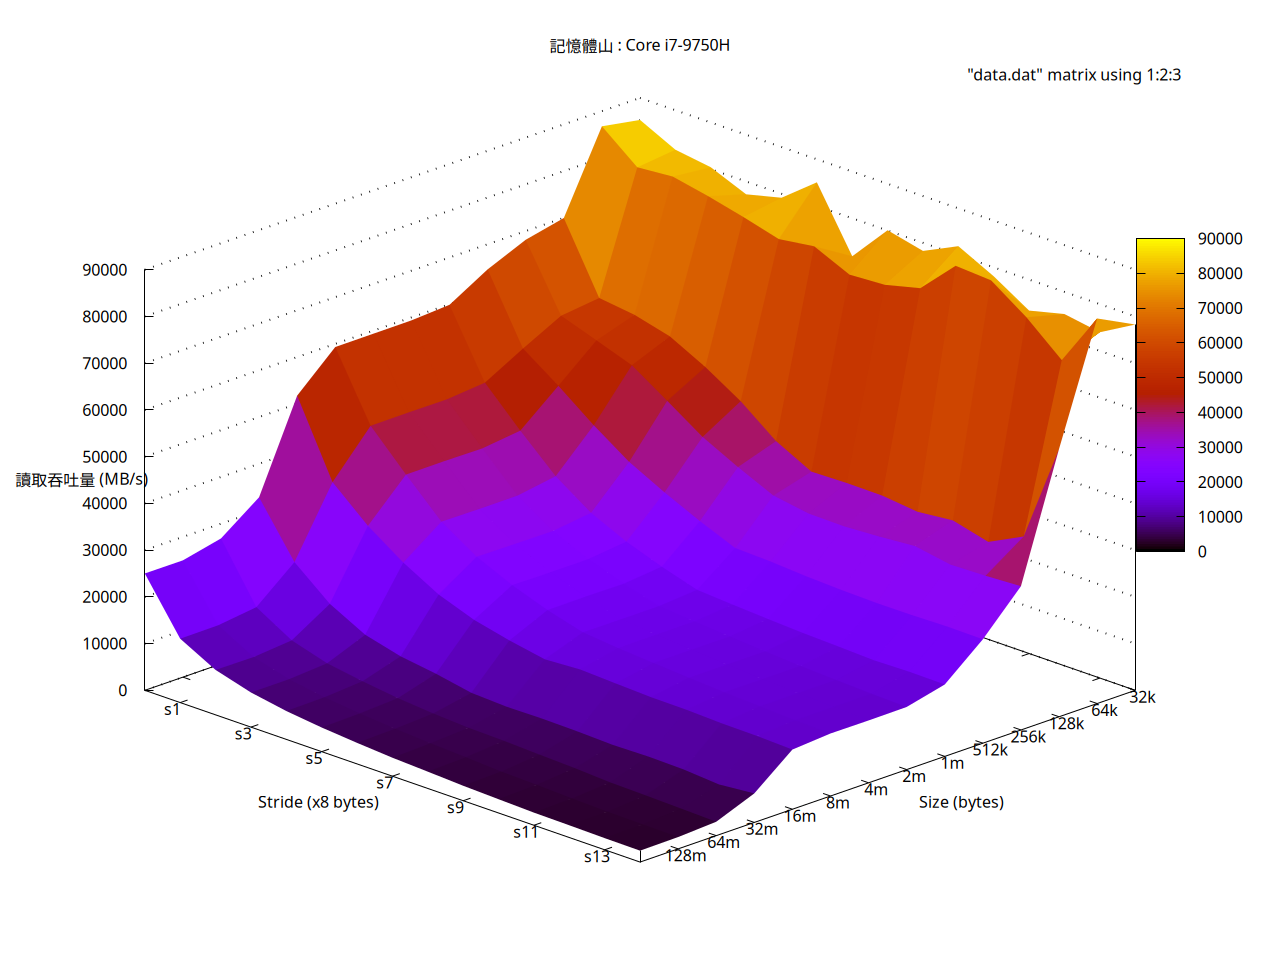 記憶體山 : Core i7-9750H
"data.dat" matrix using 1:2:3
90000
80000
70000
60000
50000
40000
30000
20000
10000
0
讀取吞吐量 (MB/s)
90000
80000
70000
60000
50000
40000
30000
20000
10000
0
s1
s3
s5
s7
s9
s11
s13
Stride (x8 bytes)
32k
64k
128k
256k
512k
1m
2m
4m
8m
16m
32m
64m
128m
Size (bytes)